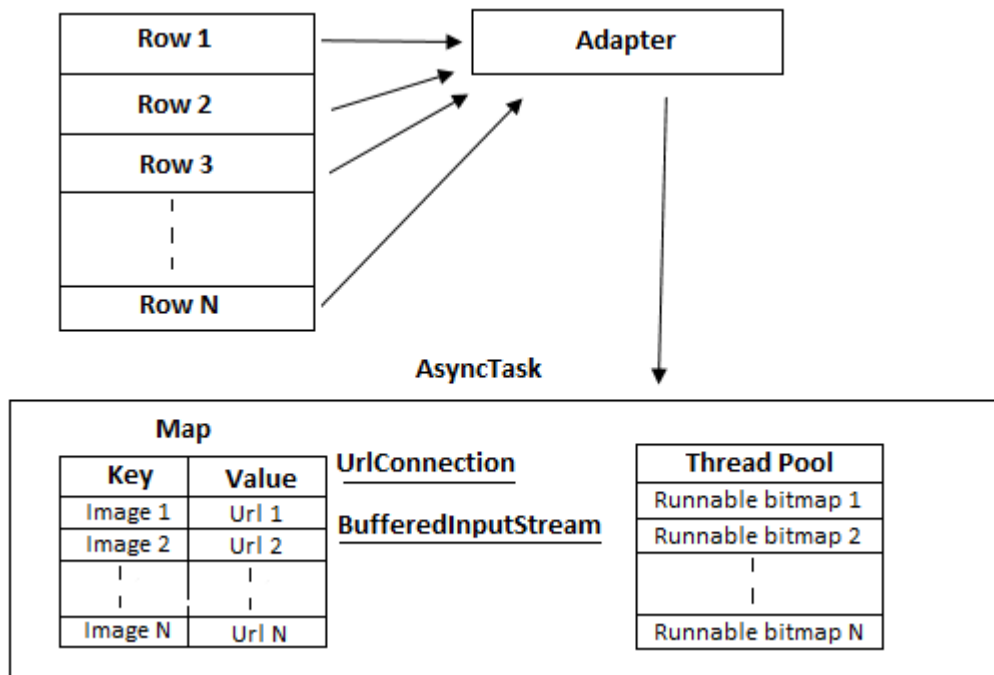 Row 1
Row 2
Row 3
Row N
Adapter
AsyncTask
Map
Key Value
Image 1 Url 1
Image 2 Url 2
Image N Url N
UrlConnection
BufferedInputStream
Thread Pool
Runnable bitmap 1
Runnable bitmap 2
Runnable bitmap N